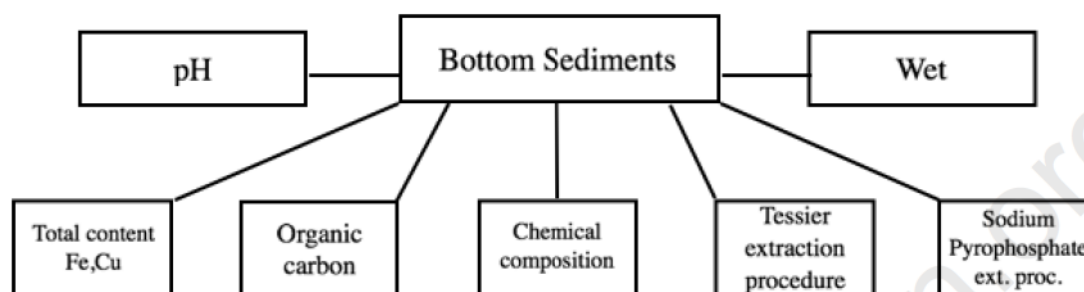 pH
Bottom Sediments
Wet
Total content
Fe,Cu
Organic
carbon
Chemical
composition
Tessier
extraction
procedure
Sodium
Pyrophosphate
ext. proc.